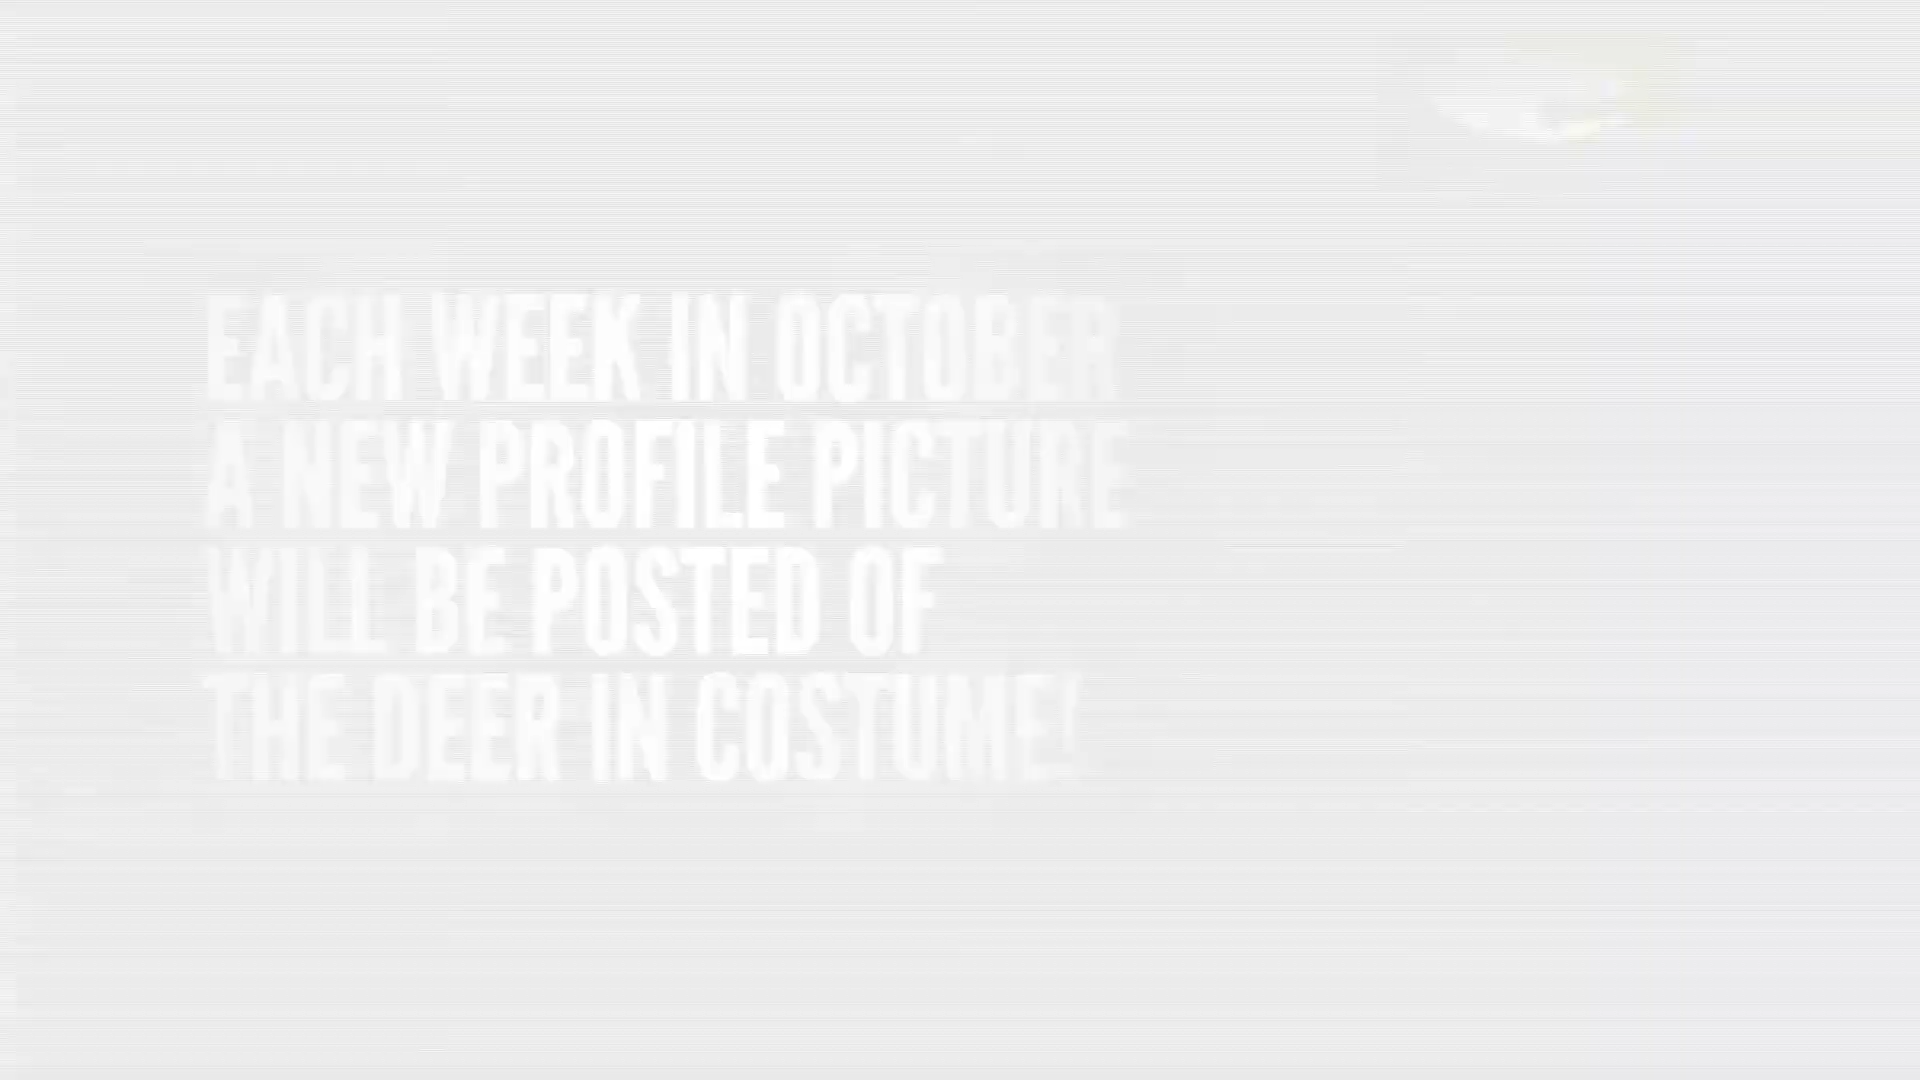 EACH WEEK IN OCTOBER
A NEW PROFILE PICTURE
WILL BE POSTED OF
THE DEER IN COSTUME!